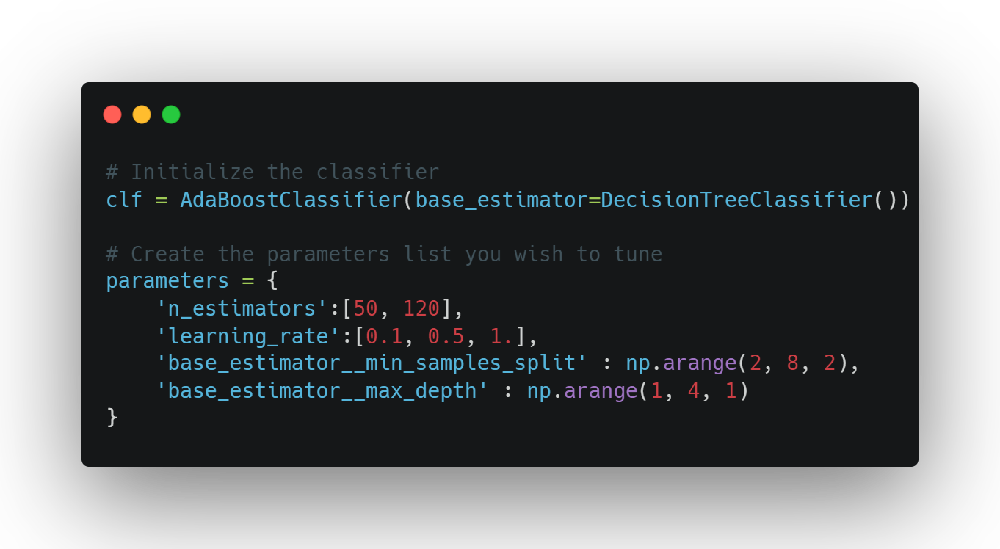 # Initialize the classifier
clf = AdaBoostClassifier(base_estimator=DecisionTreeClassifier())
# Create the parameters list you wish to tune
parameters = {
    'n_estimators':[50, 120],
    'learning_rate':[0.1, 0.5, 1.],
    'base_estimator__min_samples_split' : np.arange(2, 8, 2),
    'base_estimator__max_depth' : np.arange(1, 4, 1)
}